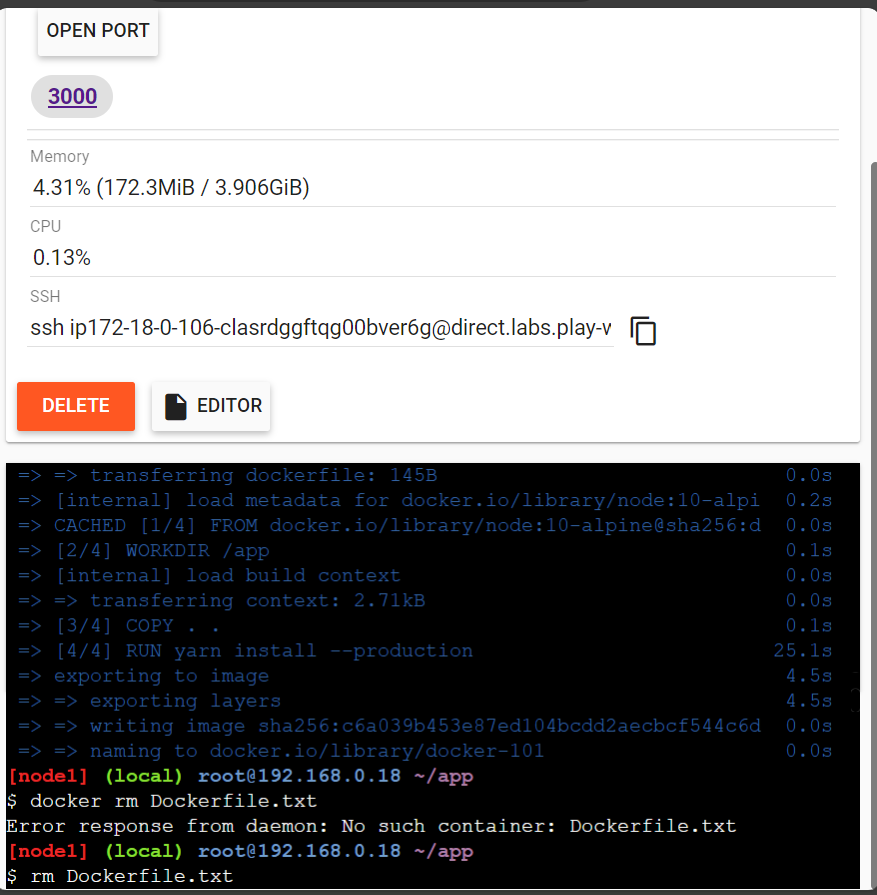 OPEN PORT
3000
Memory
4.31% (172.3MiB / 3.906GiB)
CPU
0.13%
SSH
ssh ip172-18-0-106-clasrdggftqg00bver6g@direct.labs.play-w
DELETE
EDITOR
=> => transferring dockerfile: 145B 0.0s
=> [internal] load metadata for docker.io/library/node:10-alpi 0.2s
=> CACHED [1/4] FROM docker.io/library/node:10-alpine@sha256:d 0.0s
=> [2/4] WORKDIR /app 0.1s
=> [internal] load build context 0.0s
=> => transferring context: 2.71kB 0.0s
=> [3/4] COPY . . 0.1s
=> [4/4] RUN yarn install --production 25.1s
=> exporting to image 4.5s
=> => exporting layers 4.5s
=> => writing image sha256:c6a039b453e87ed104bcdd2aecbcf544c6d 0.0s
=> => naming to docker.io/library/docker-101 0.0s
[node1] (local) root@192.168.0.18 ~/app
$ docker rm Dockerfile.txt
Error response from daemon: No such container: Dockerfile.txt
[node1] (local) root@192.168.0.18 ~/app
$ rm Dockerfile.txt